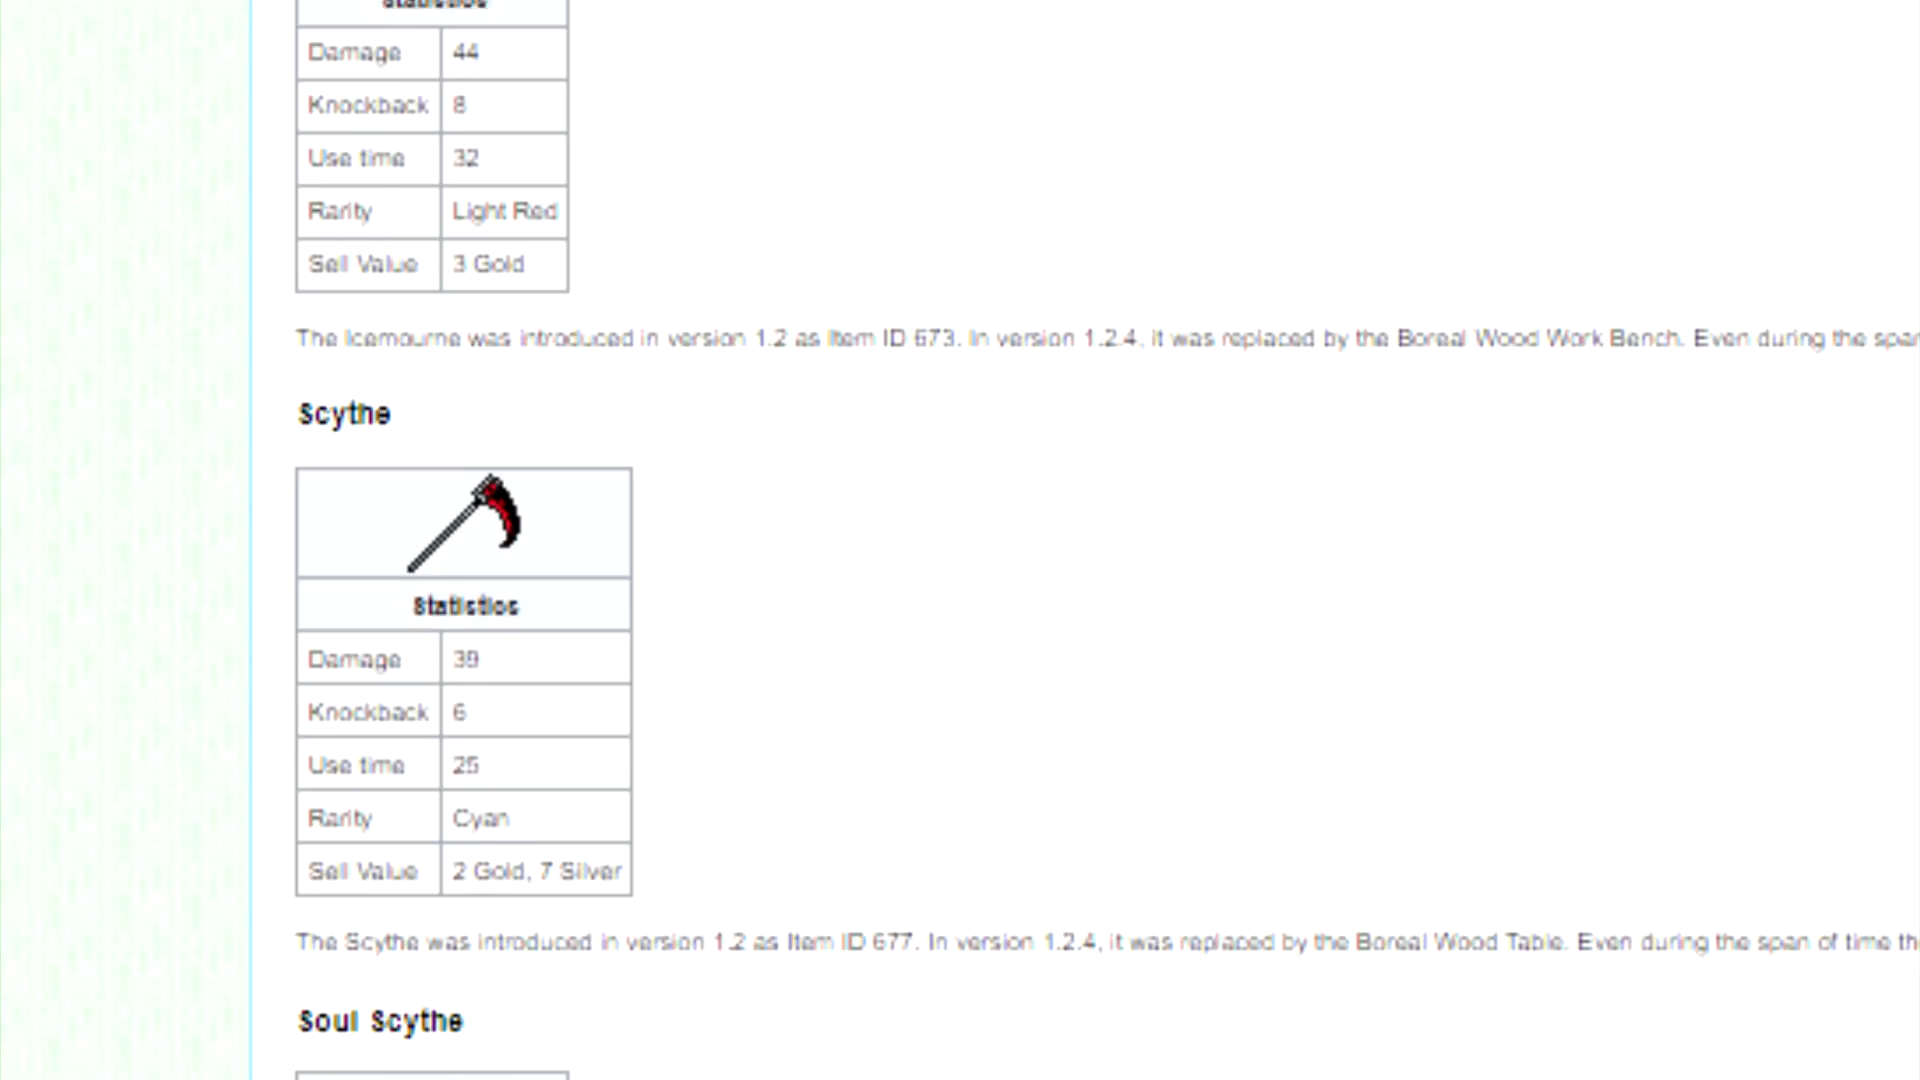 Statistics
Damage 44
Knockback 8
Use time 32
Rarity Light Red
Sell Value 3 Gold
The Icemourne was introduced in version 1.2 as Item ID 673. In version 1.2.4, it was replaced by the Boreal Wood Work Bench. Even during the span
Scythe
Statistics
Damage 39
Knockback 6
Use time 25
Rarity Cyan
Sell Value 2 Gold, 7 Silver
The Scythe was introduced in version 1.2 as Item ID 677. In version 1.2.4, it was replaced by the Boreal Wood Table. Even during the span of time th
Soul Scythe